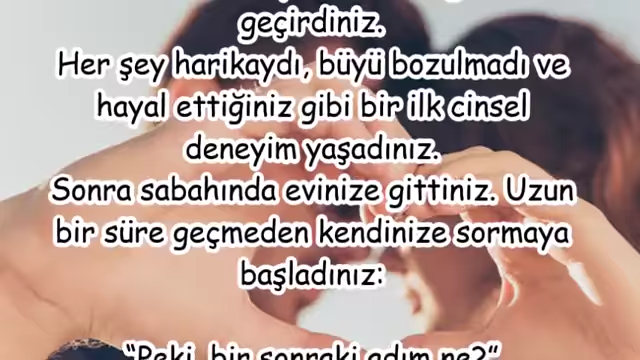 geçirdiniz.
Her şey harikaydı, büyü bozulmadı ve
hayal ettiğiniz gibi bir ilk cinsel
deneyim yaşadınız.
Sonra sabahında evinize gittiniz. Uzun
bir süre geçmeden kendinize sormaya
başladınız:
“Peki, bir sonraki adım ne?”